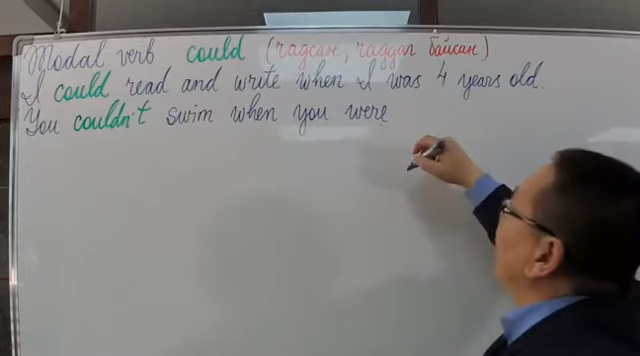 Modal verb could (чадсан, чаддаг байсан)
I could read and write when I was 4 years old.
You couldn't swim when you were